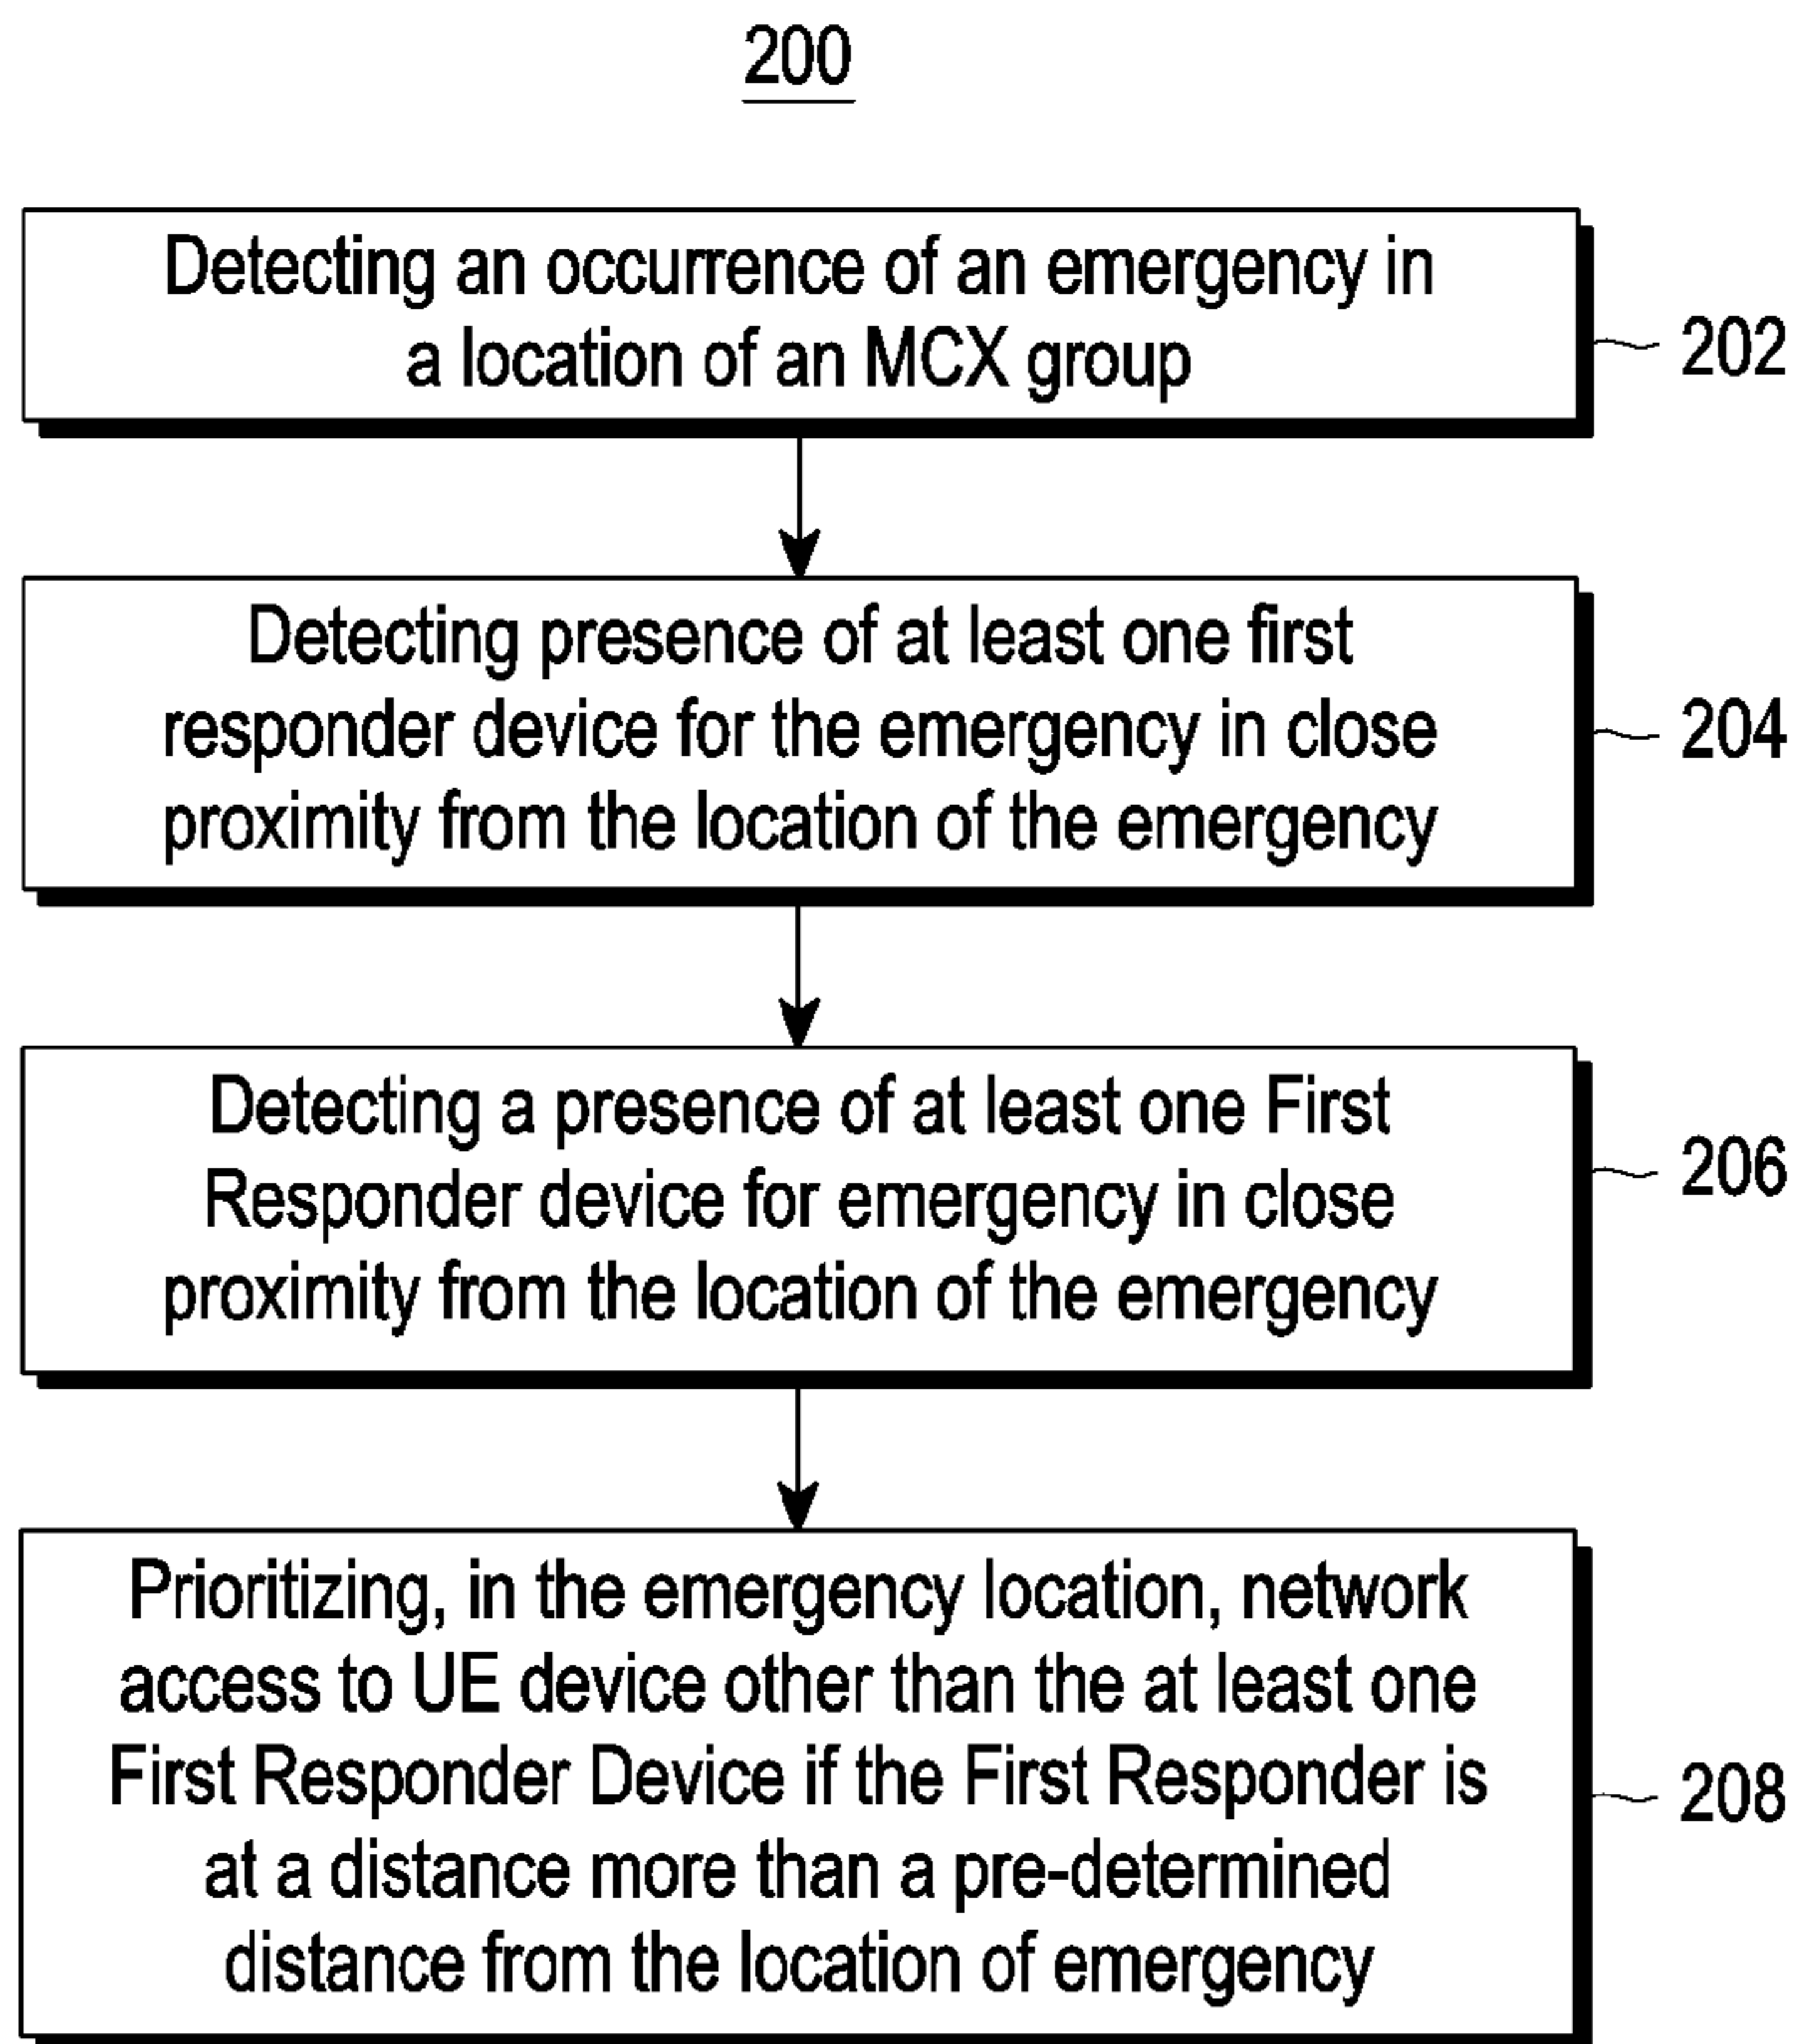 200
Detecting an occurrence of an emergency in
a location of an MCX group
202
Detecting presence of at least one first
responder device for the emergency in close
proximity from the location of the emergency
204
Detecting a presence of at least one First
Responder device for emergency in close
proximity from the location of the emergency
206
Prioritizing, in the emergency location, network
access to UE device other than the at least one
First Responder Device if the First Responder is
at a distance more than a pre-determined
distance from the location of emergency
208